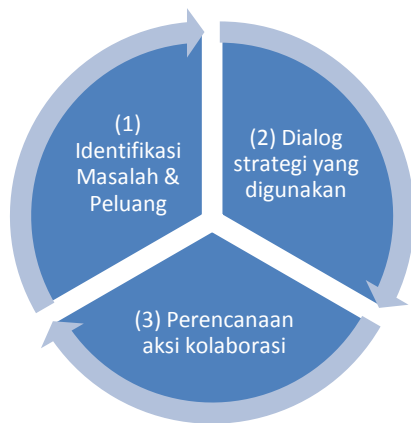 (1)
Identifikasi
Masalah &
Peluang
(2) Dialog
strategi yang
digunakan
(3) Perencanaan
aksi kolaborasi